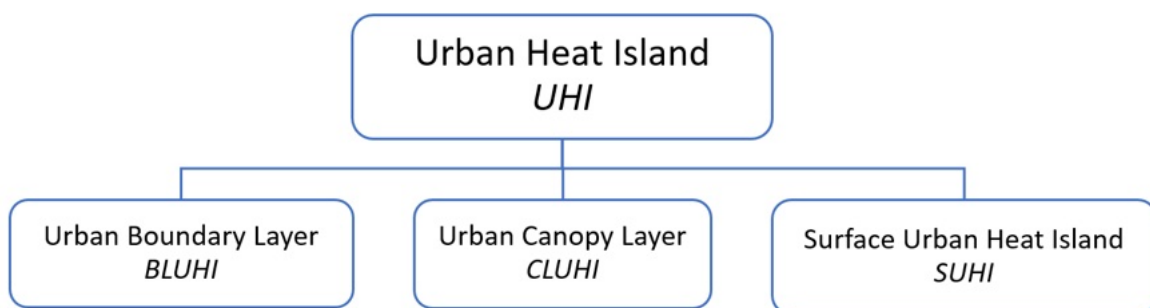 Urban Heat Island
UHI
Urban Boundary Layer
BLUHI
Urban Canopy Layer
CLUHI
Surface Urban Heat Island
SUHI